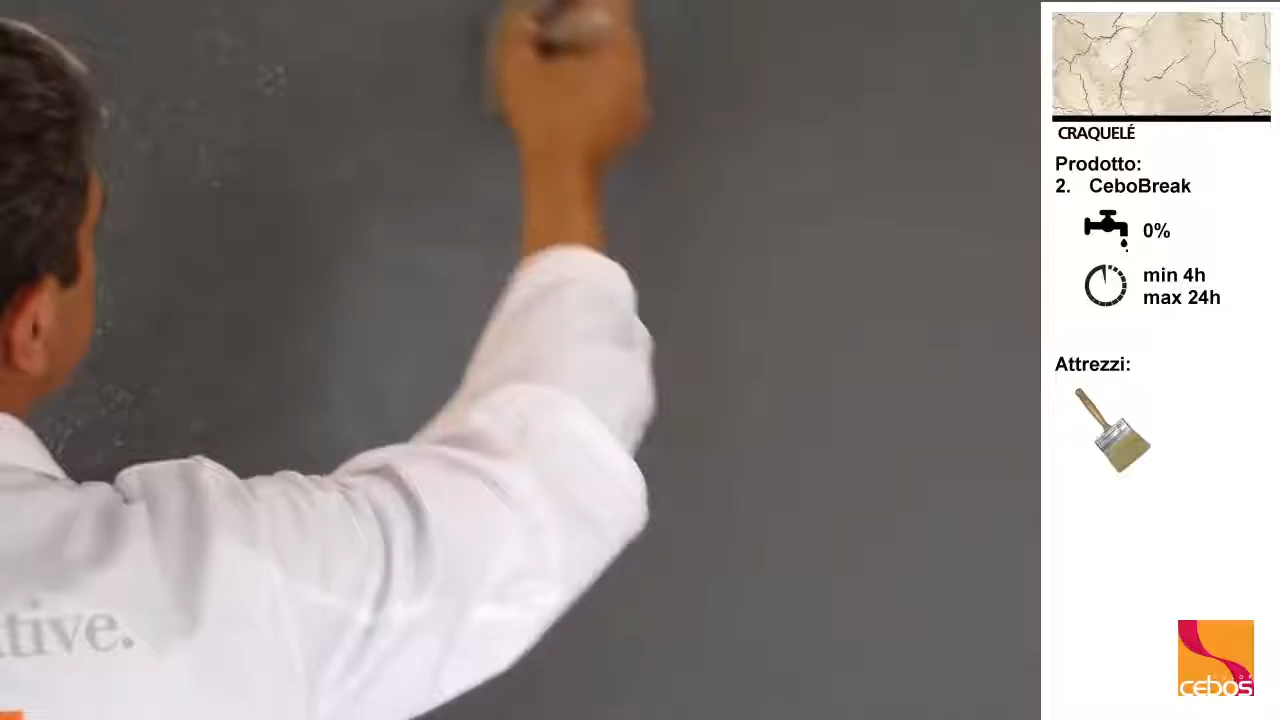 CRAQUELÉ
Prodotto:
2. CeboBreak
0%
min 4h
max 24h
Attrezzi:
tive.
cebos